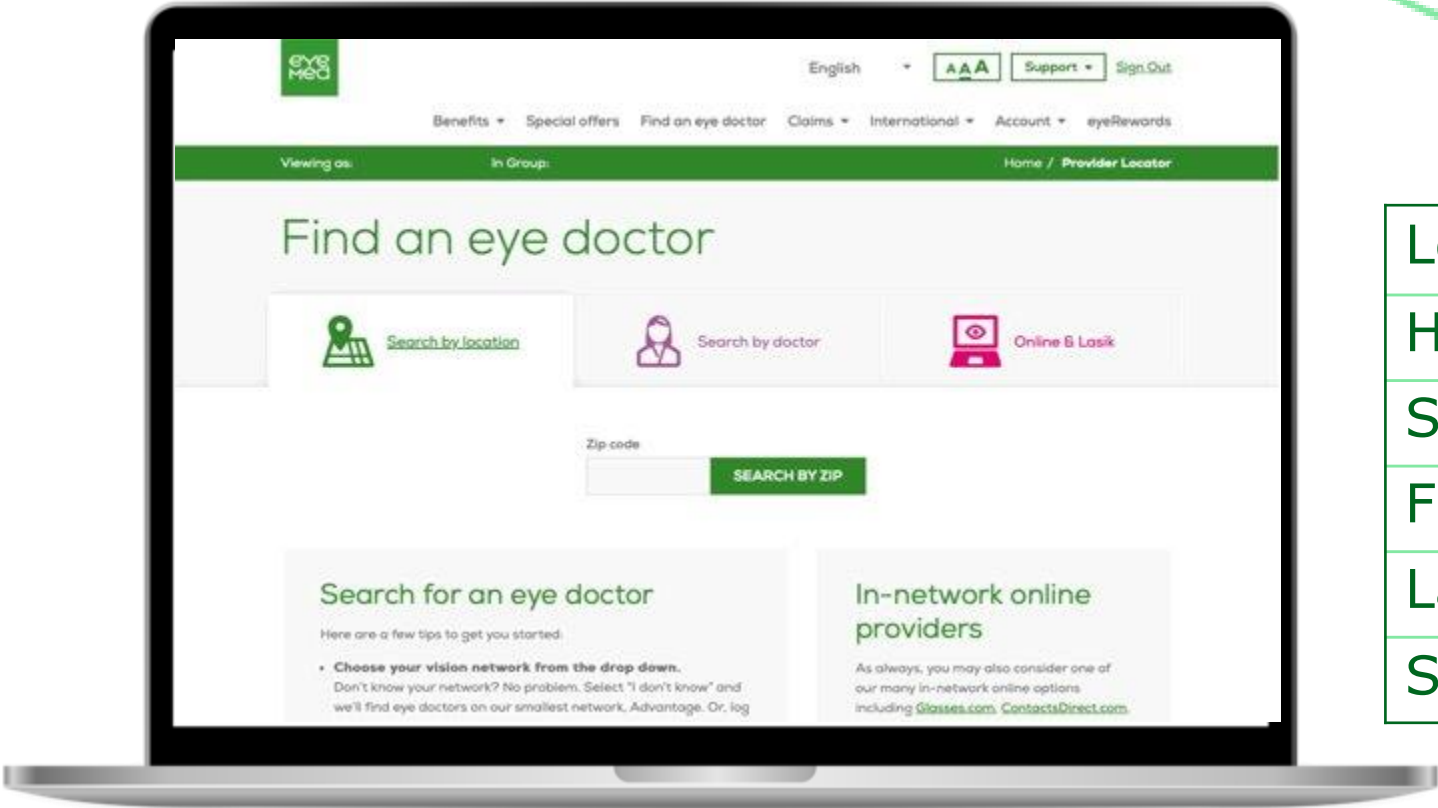 eye
Med
English
AAA
Support
Sign Out
Benefits
Special offers
Find an eye doctor
Claims
International
Account
eyeRewards
Viewing as:
In Group:
Home / Provider Locator
Find an eye doctor
Search by location
Search by doctor
Online & Lasik
Zip code
SEARCH BY ZIP
Search for an eye doctor
Here are a few tips to get you started:
• Choose your vision network from the drop down.
Don't know your network? No problem. Select "I don't know" and
we'll find eye doctors on our smallest network, Advantage. Or, log
In-network online
providers
As always, you may also consider one of
our many in-network online options
including Glasses.com, ContactsDirect.com,